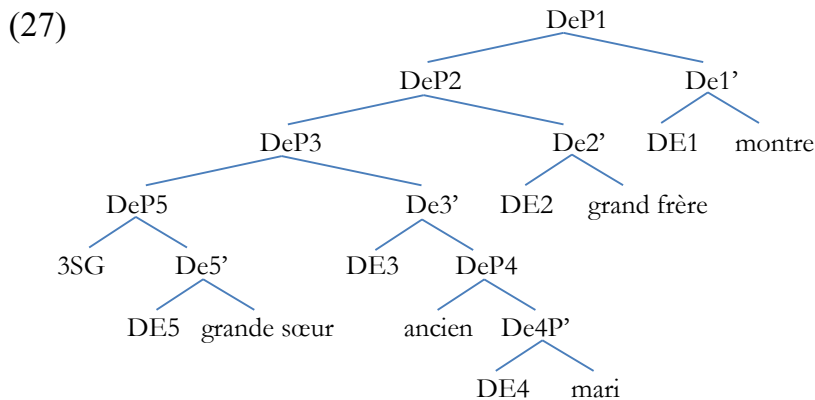 (27)
DeP1
DeP2 De1’
DeP3 De2’ DE1 montre
DeP5 De3’ DE2 grand frère
3SG De5’ DE3 DeP4
DE5 grande sœur ancien De4P’
DE4 mari